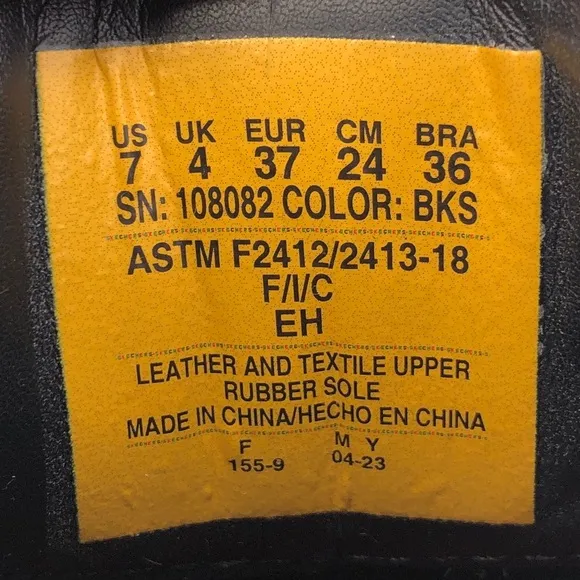 US UK EUR CM BRA
7 4 37 24 36
SN: 108082 COLOR: BKS
ASTM F2412/2413-18
F/I/C
EH
LEATHER AND TEXTILE UPPER
RUBBER SOLE
MADE IN CHINA/HECHO EN CHINA
F M Y
155-9 04-23